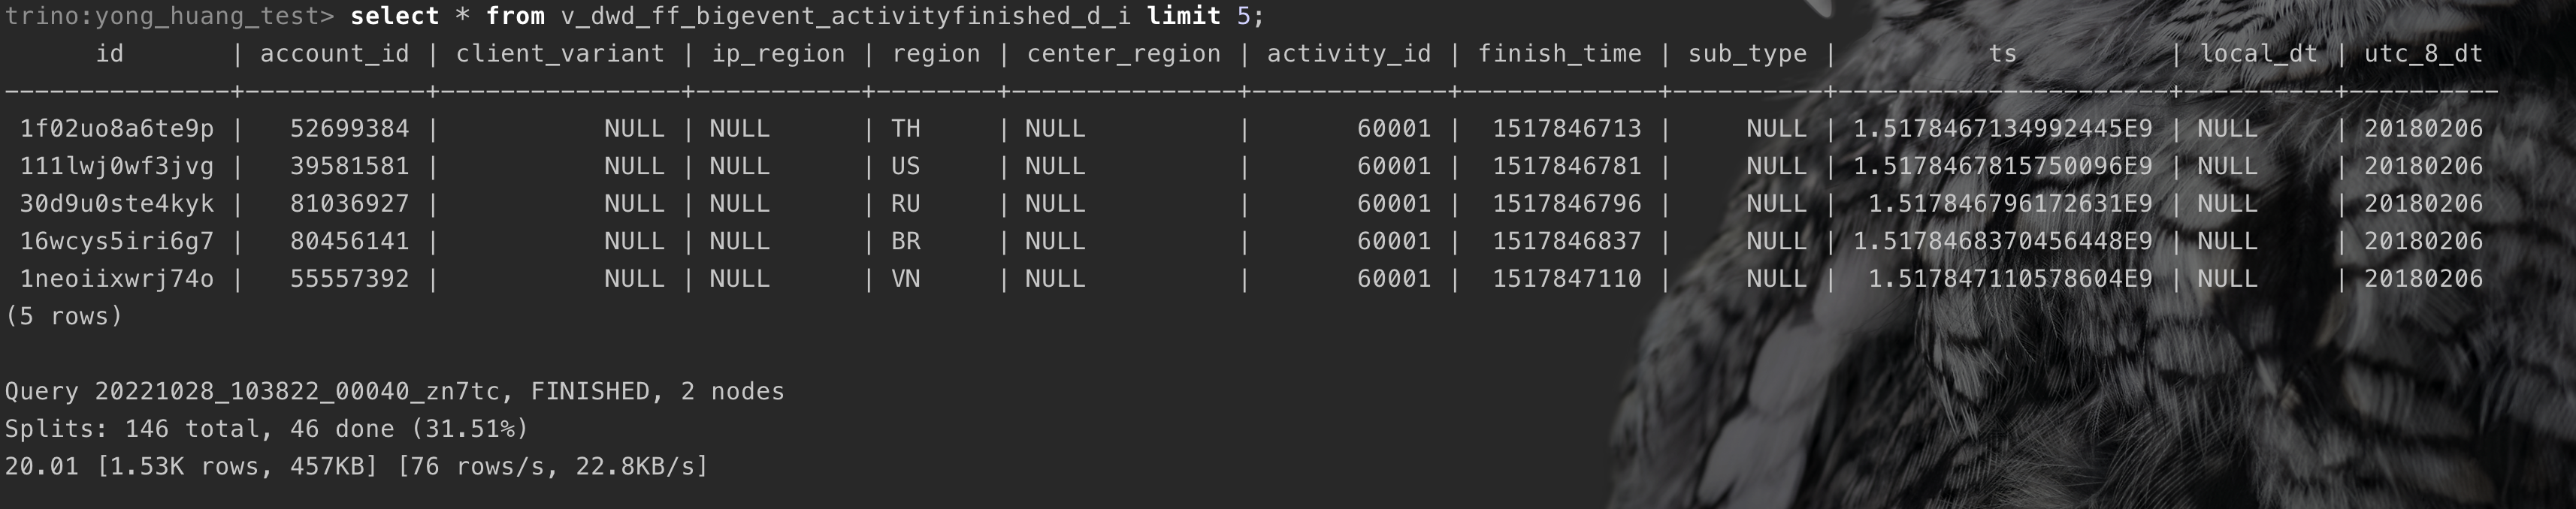 trino:yong_huang_test> select * from v_dwd_ff_bigevent_activityfinished_d_i limit 5;
      id       | account_id | client_variant | ip_region | region | center_region | activity_id | finish_time | sub_type |          ts           | local_dt | utc_8_dt
---------------+------------+----------------+-----------+--------+---------------+-------------+-------------+----------+-----------------------+----------+----------
 1f02uo8a6te9p |   52699384 |           NULL | NULL      | TH     | NULL          |       60001 |  1517846713 |     NULL | 1.5178467134992445E9 | NULL     | 20180206
 111lwj0wf3jvg |   39581581 |           NULL | NULL      | US     | NULL          |       60001 |  1517846781 |     NULL | 1.5178467815750096E9 | NULL     | 20180206
 30d9u0ste4kyk |   81036927 |           NULL | NULL      | RU     | NULL          |       60001 |  1517846796 |     NULL |  1.517846796172631E9 | NULL     | 20180206
 16wcys5iri6g7 |   80456141 |           NULL | NULL      | BR     | NULL          |       60001 |  1517846837 |     NULL | 1.5178468370456448E9 | NULL     | 20180206
 1neoiixwrj74o |   55557392 |           NULL | NULL      | VN     | NULL          |       60001 |  1517847110 |     NULL |  1.517847110578604E9 | NULL     | 20180206
(5 rows)
Query 20221028_103822_00040_zn7tc, FINISHED, 2 nodes
Splits: 146 total, 46 done (31.51%)
20.01 [1.53K rows, 457KB] [76 rows/s, 22.8KB/s]